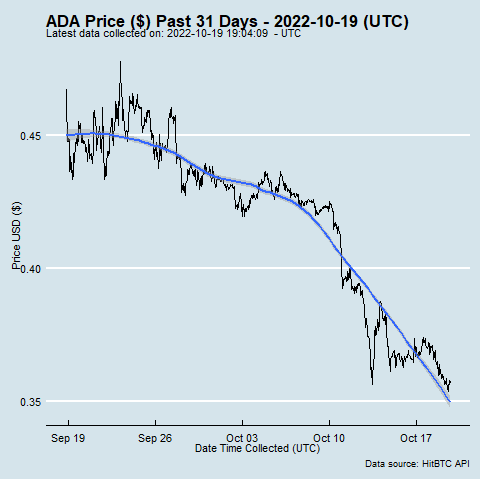 ADA Price ($) Past 31 Days - 2022-10-19 (UTC)
Latest data collected on: 2022-10-19 19:04:09 - UTC
Price USD ($)
0.45
0.40
0.35
Sep 19 Sep 26 Oct 03 Oct 10 Oct 17
Date Time Collected (UTC)
Data source: HitBTC API